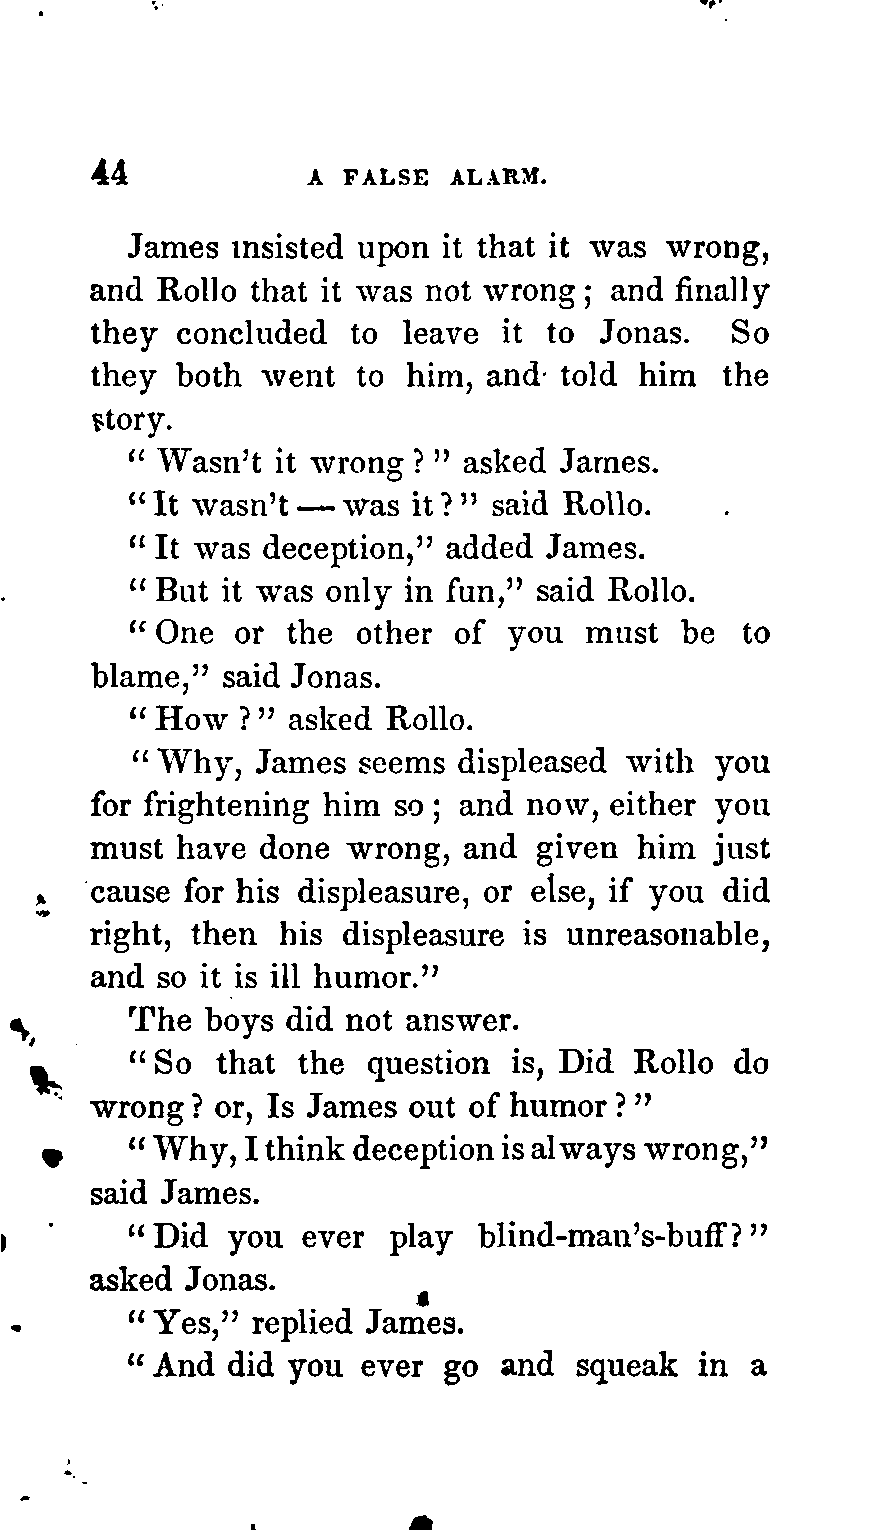 44 A FALSE ALARM.
James insisted upon it that it was wrong,
and Rollo that it was not wrong; and finally
they concluded to leave it to Jonas. So
they both went to him, and told him the
story.
“Wasn’t it wrong?” asked James.
“It wasn’t — was it?” said Rollo.
“It was deception,” added James.
“But it was only in fun,” said Rollo.
“One or the other of you must be to
blame,” said Jonas.
“How?” asked Rollo.
“Why, James seems displeased with you
for frightening him so; and now, either you
must have done wrong, and given him just
cause for his displeasure, or else, if you did
right, then his displeasure is unreasonable,
and so it is ill humor.”
The boys did not answer.
“So that the question is, Did Rollo do
wrong? or, Is James out of humor?”
“Why, I think deception is always wrong,”
said James.
“Did you ever play blind-man’s-buff?”
asked Jonas.
“Yes,” replied James.
“And did you ever go and squeak in a